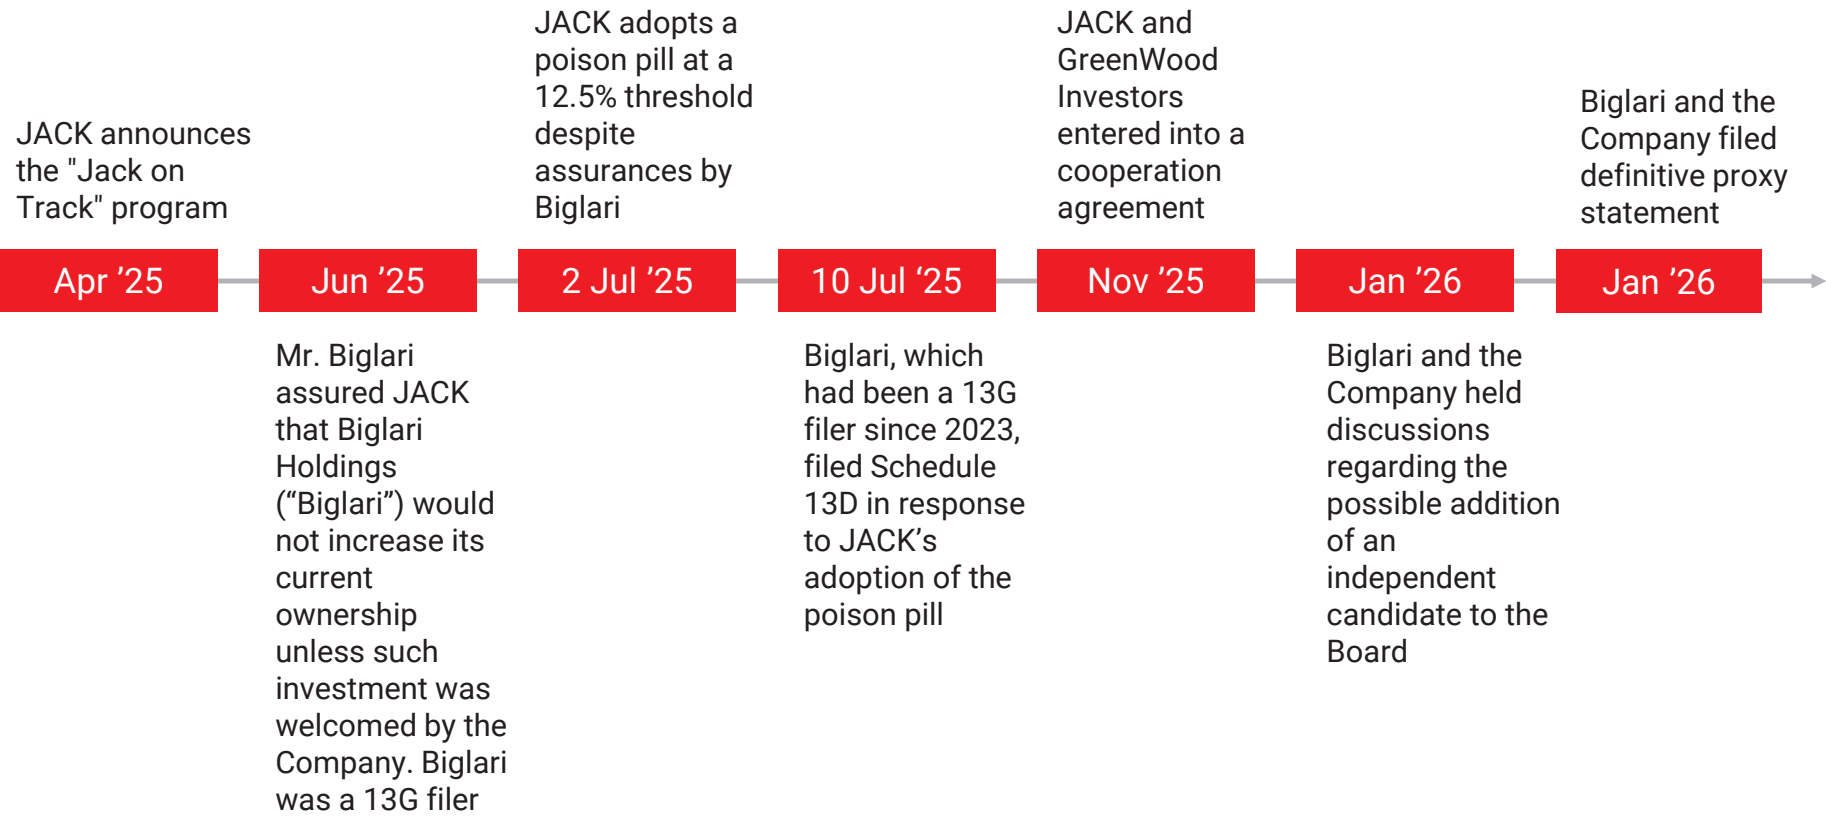 JACK announces
the "Jack on
Track" program
JACK adopts a
poison pill at a
12.5% threshold
despite
assurances by
Biglari
JACK and
GreenWood
Investors
entered into a
cooperation
agreement
Biglari and the
Company filed
definitive proxy
statement
Apr ’25
Jun ’25
2 Jul ’25
10 Jul ‘25
Nov ’25
Jan ’26
Jan ’26
Mr. Biglari
assured JACK
that Biglari
Holdings
(“Biglari”) would
not increase its
current
ownership
unless such
investment was
welcomed by the
Company. Biglari
was a 13G filer
Biglari, which
had been a 13G
filer since 2023,
filed Schedule
13D in response
to JACK’s
adoption of the
poison pill
Biglari and the
Company held
discussions
regarding the
possible addition
of an
independent
candidate to the
Board